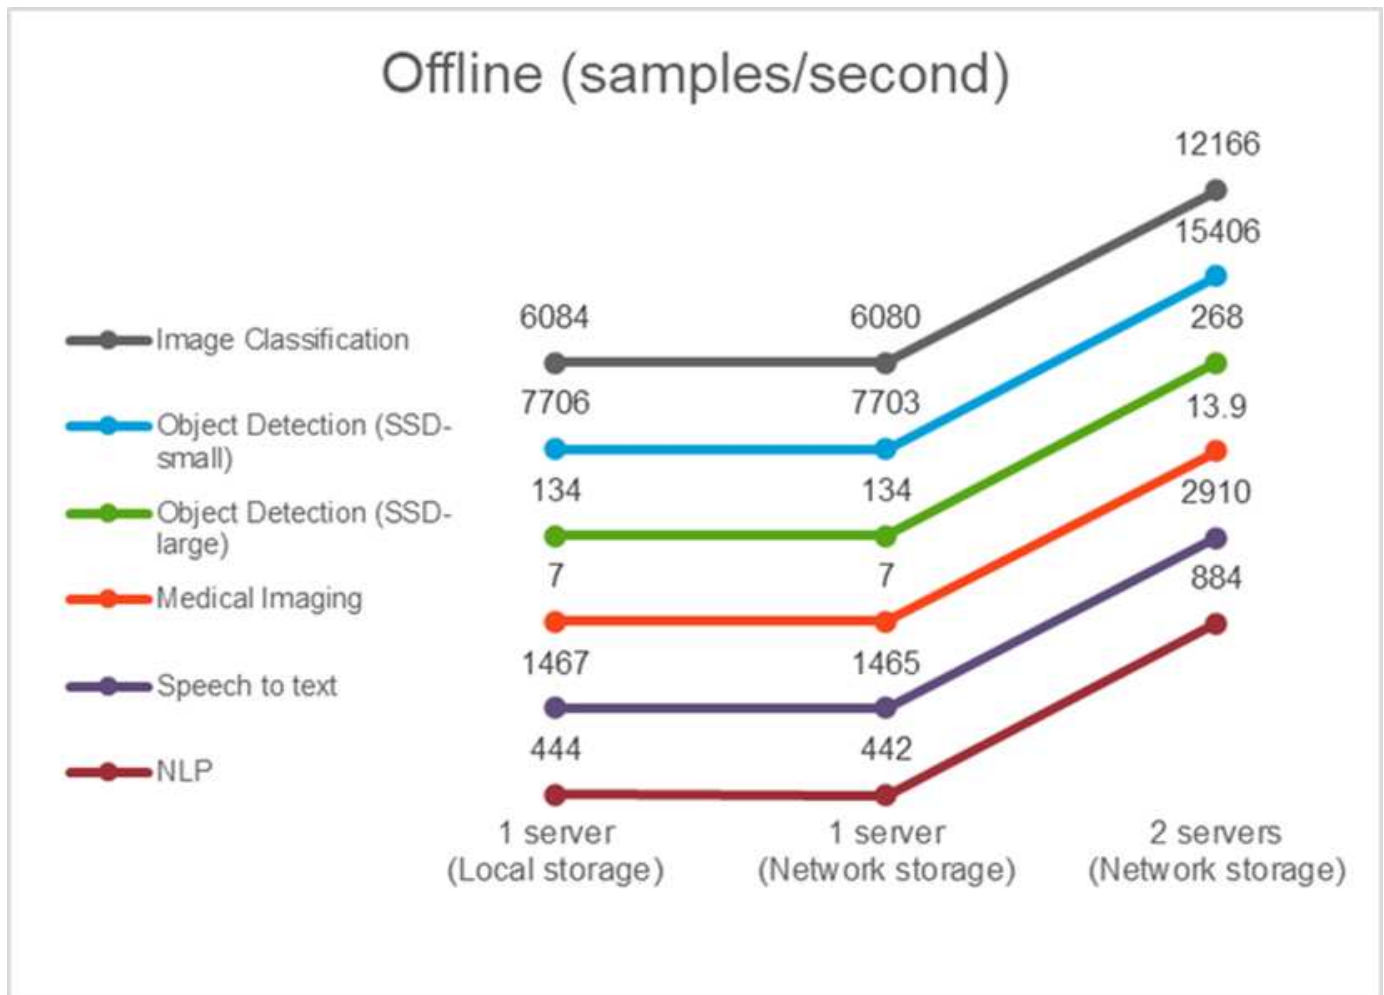 Offline (samples/second)
12166
15406
6084
6080
268
Image Classification
7706
7703
13.9
Object Detection (SSD-
small)
134
134
2910
Object Detection (SSD-
large)
7
7
884
Medical Imaging
1467
1465
Speech to text
444
442
NLP
1 server
(Local storage)
1 server
(Network storage)
2 servers
(Network storage)